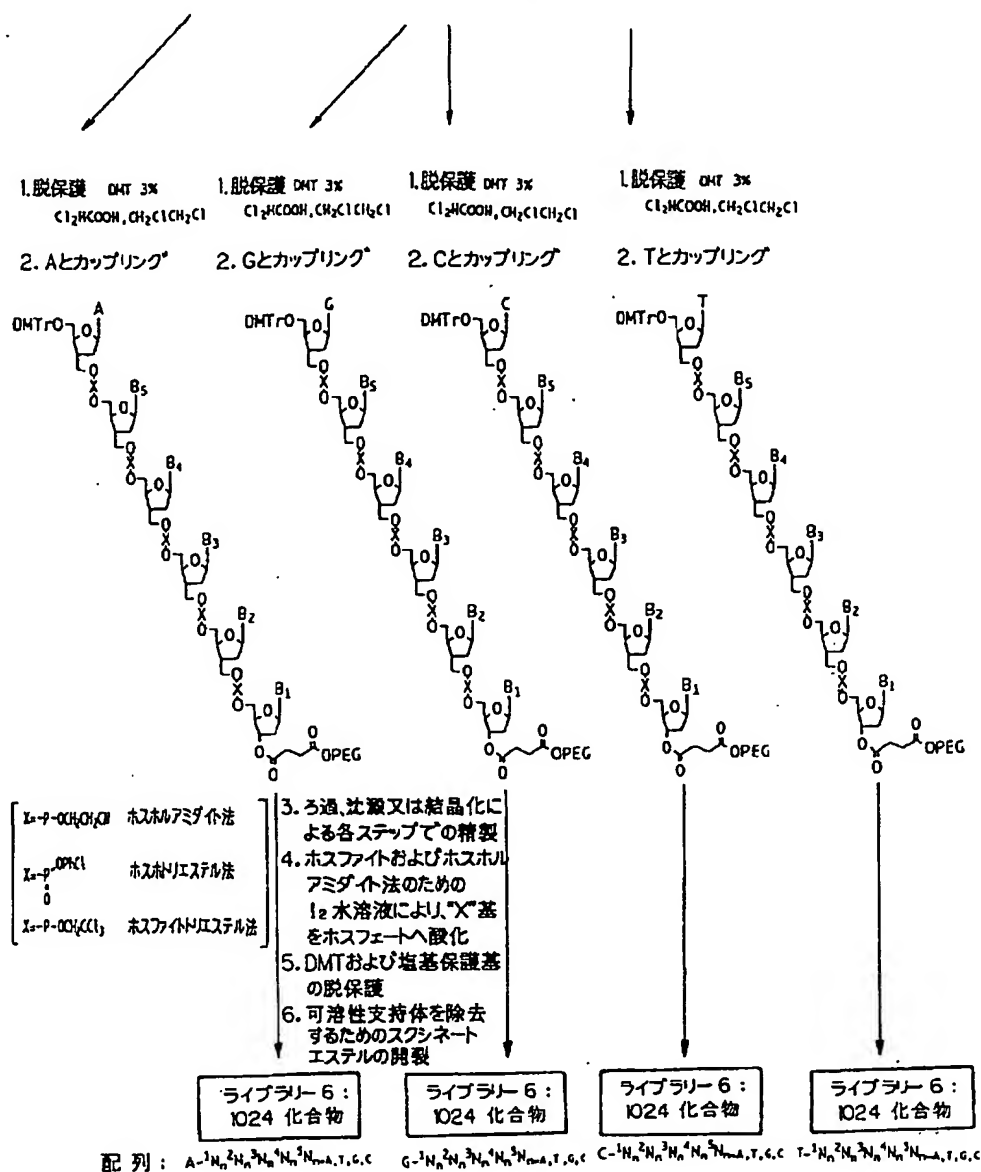 1.脱保護 DMT 3%
Cl₂HCOOH,CH₂ClCH₂Cl
2. Aとカップリング
1.脱保護 DMT 3%
Cl₂HCOOH,CH₂ClCH₂Cl
2. Gとカップリング
1.脱保護 DMT 3%
Cl₂HCOOH,CH₂ClCH₂Cl
2. Cとカップリング
1.脱保護 DMT 3%
Cl₂HCOOH,CH₂ClCH₂Cl
2. Tとカップリング
A
DMTrO
O
O
X
O
B₅
O
O
X
O
B₄
O
O
X
O
B₃
O
O
X
O
B₂
O
O
X
O
B₁
O
O
O
OPEG
O
G
DMTrO
O
O
X
O
B₅
O
O
X
O
B₄
O
O
X
O
B₃
O
O
X
O
B₂
O
O
X
O
B₁
O
O
O
OPEG
O
C
DMTrO
O
O
X
O
B₅
O
O
X
O
B₄
O
O
X
O
B₃
O
O
X
O
B₂
O
O
X
O
B₁
O
O
O
OPEG
O
T
DMTrO
O
O
X
O
B₅
O
O
X
O
B₄
O
O
X
O
B₃
O
O
X
O
B₂
O
O
X
O
B₁
O
O
O
OPEG
O
X=-P-OCH₂CH₂CN ホスホルアミダイト法
X=-P-OPhCl ホスホトリエステル法
O
X=-P-OCH₂CCl₃ ホスファイトトリエステル法
3. ろ過、沈澱又は結晶化に
よる各ステップでの精製
4. ホスファイトおよびホスホル
アミダイト法のための
I₂ 水溶液により、"X"基
をホスフェートへ酸化
5. DMTおよび塩基保護基
の脱保護
6. 可溶性支持体を除去
するためのスクシネート
エステルの開裂
ライブラリー 6 :
1024 化合物
ライブラリー 6 :
1024 化合物
ライブラリー 6 :
1024 化合物
ライブラリー 6 :
1024 化合物
配列 : A-¹Nₙ²Nₙ³Nₙ⁴Nₙ⁵Nₙ₌A,T,G,C G-¹Nₙ²Nₙ³Nₙ⁴Nₙ⁵Nₙ₌A,T,G,C C-¹Nₙ²Nₙ³Nₙ⁴Nₙ⁵Nₙ₌A,T,G,C T-¹Nₙ²Nₙ³Nₙ⁴Nₙ⁵Nₙ₌A,T,G,C